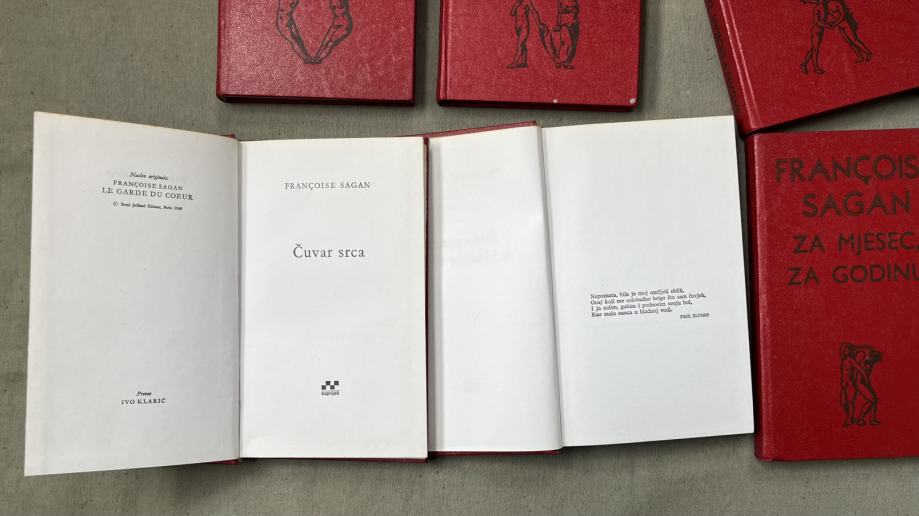 Naslov originala
FRANÇOISE SAGAN
LE GARDE DU COEUR
© René Julliard Éditeur, Paris 1968
Preveo
IVO KLARIĆ
FRANÇOISE SAGAN
Čuvar srca
naprijed
Nepoznata, bila je moj omiljeli oblik,
Onaj koji me oslobađao brige što sam čovjek,
I ja vidim, gubim i podnosim svoju bol,
Kao malo sunca u hladnoj vodi.
PAUL ELUARD
FRANÇOISE
SAGAN
ZA MJESEC
ZA GODINU